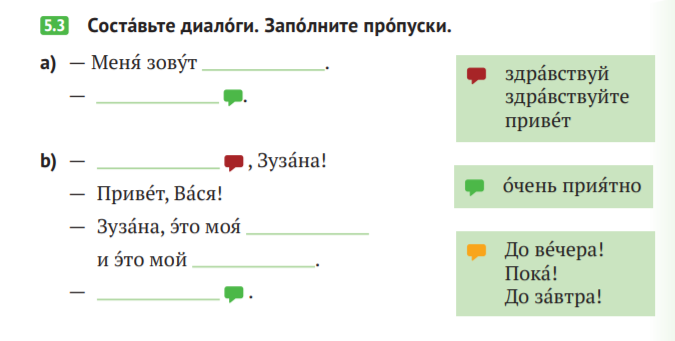 5.3 Соста́вьте диало́ги. Запо́лните про́пуски.
a) — Меня́ зову́т ____________.
— ____________ .
b) — ____________ , Зуза́на!
— Приве́т, Ва́ся!
— Зуза́на, э́то моя́ ____________
и э́то мой ____________.
— ____________ .
здра́вствуй
здра́вствуйте
приве́т
о́чень прия́тно
До ве́чера!
Пока́!
До за́втра!